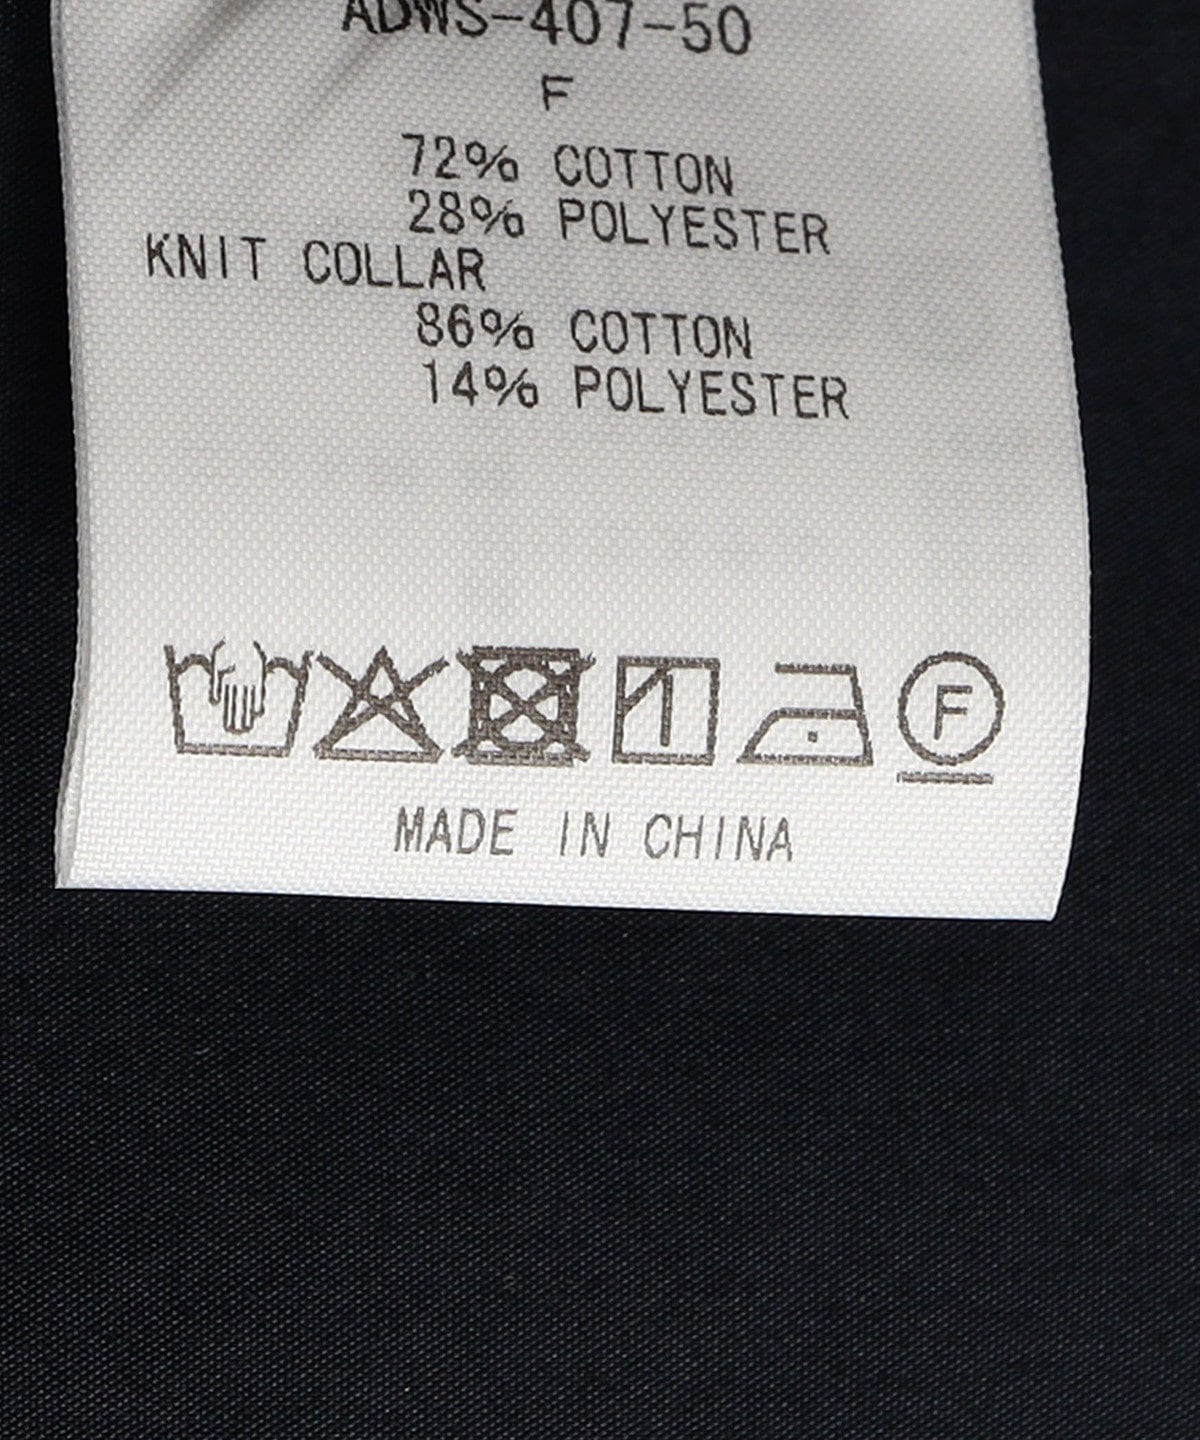 ADWS-407-50
F
72% COTTON
28% POLYESTER
KNIT COLLAR
86% COTTON
14% POLYESTER
F
MADE IN CHINA